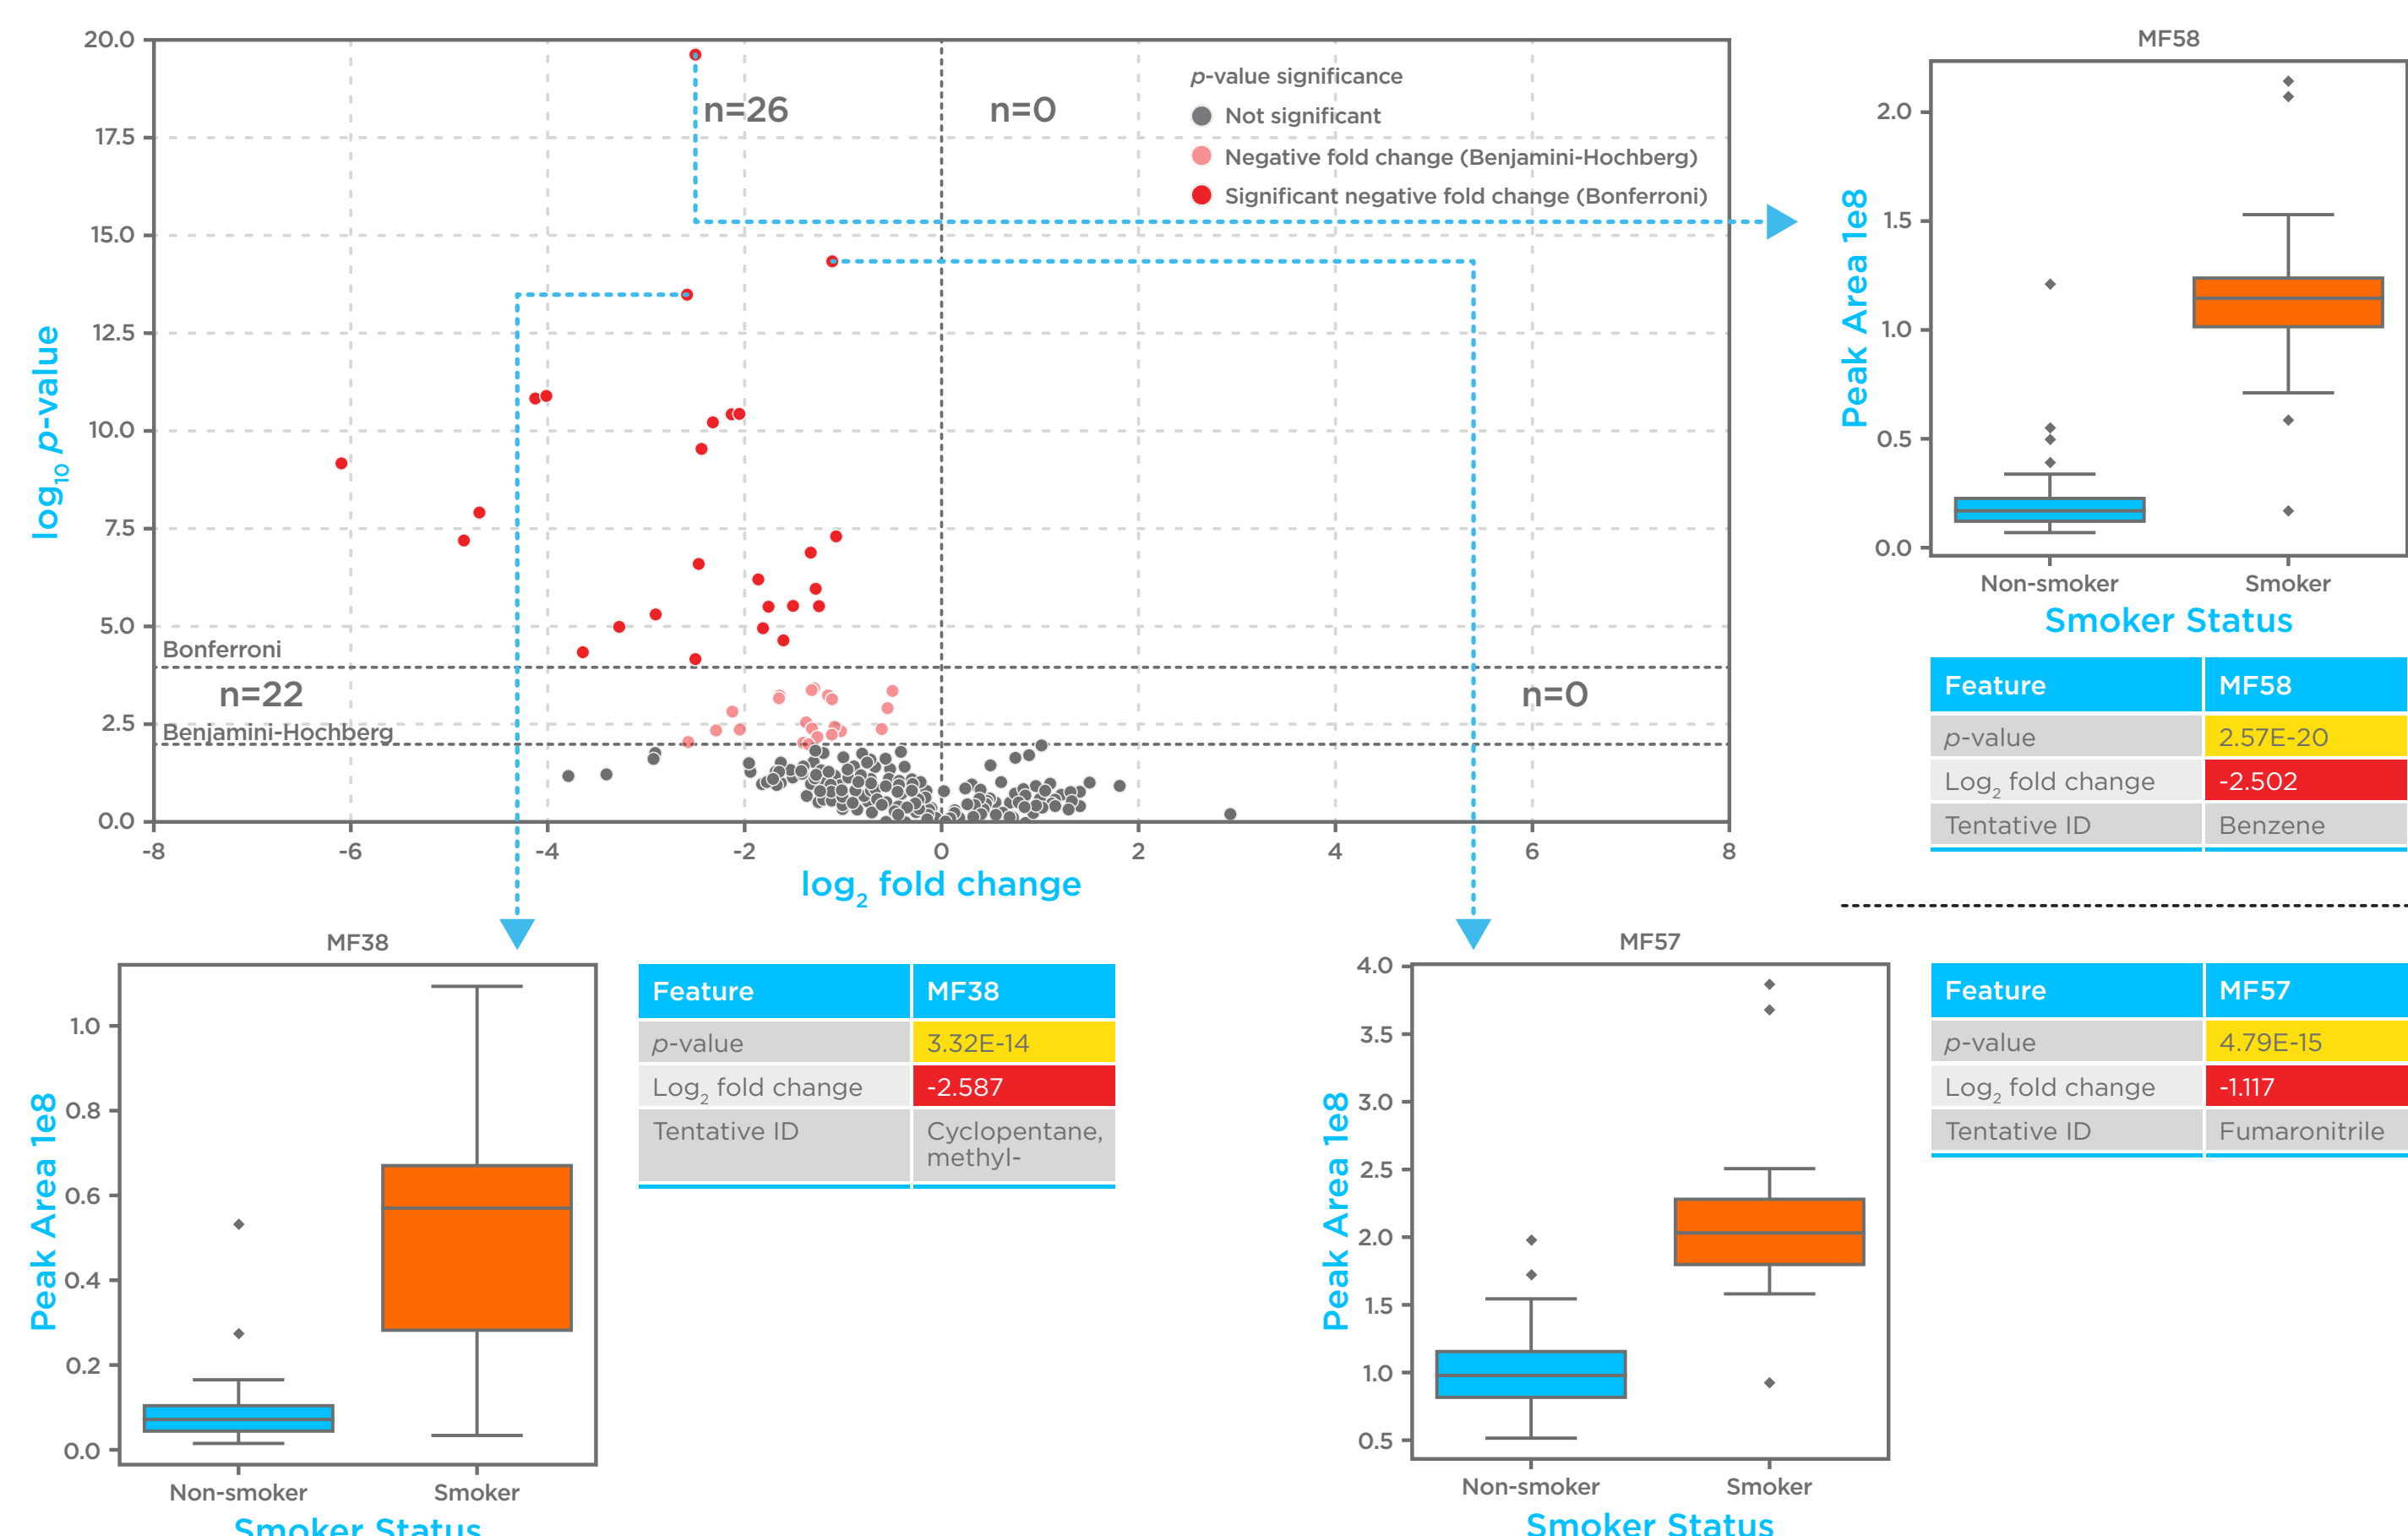 20.0
17.5
15.0
12.5
10.0
7.5
5.0
2.5
0.0
log10 p-value
n=26
n=0
p-value significance
Not significant
Negative fold change (Benjamini-Hochberg)
Significant negative fold change (Bonferroni)
Bonferroni
n=22
n=0
Benjamini-Hochberg
-8 -6 -4 -2 0 2 4 6 8
log2 fold change
MF58
2.0
1.5
1.0
0.5
0.0
Peak Area 1e8
Non-smoker Smoker
Smoker Status
Feature MF58
p-value 2.57E-20
Log2 fold change -2.502
Tentative ID Benzene
MF38
1.0
0.8
0.6
0.4
0.2
0.0
Peak Area 1e8
Non-smoker Smoker
Smoker Status
Feature MF38
p-value 3.32E-14
Log2 fold change -2.587
Tentative ID Cyclopentane,
methyl-
MF57
4.0
3.5
3.0
2.5
2.0
1.5
1.0
0.5
Peak Area 1e8
Non-smoker Smoker
Smoker Status
Feature MF57
p-value 4.79E-15
Log2 fold change -1.117
Tentative ID Fumaronitrile